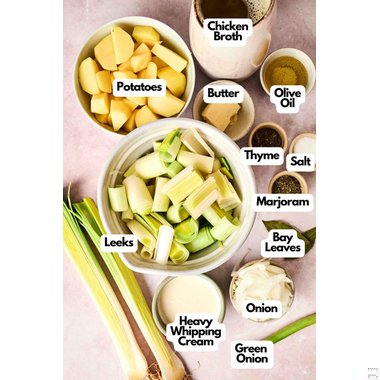 Chicken
Broth
Potatoes
Butter
Olive
Oil
Thyme
Salt
Marjoram
Leeks
Bay
Leaves
Onion
Heavy
Whipping
Cream
Green
Onion